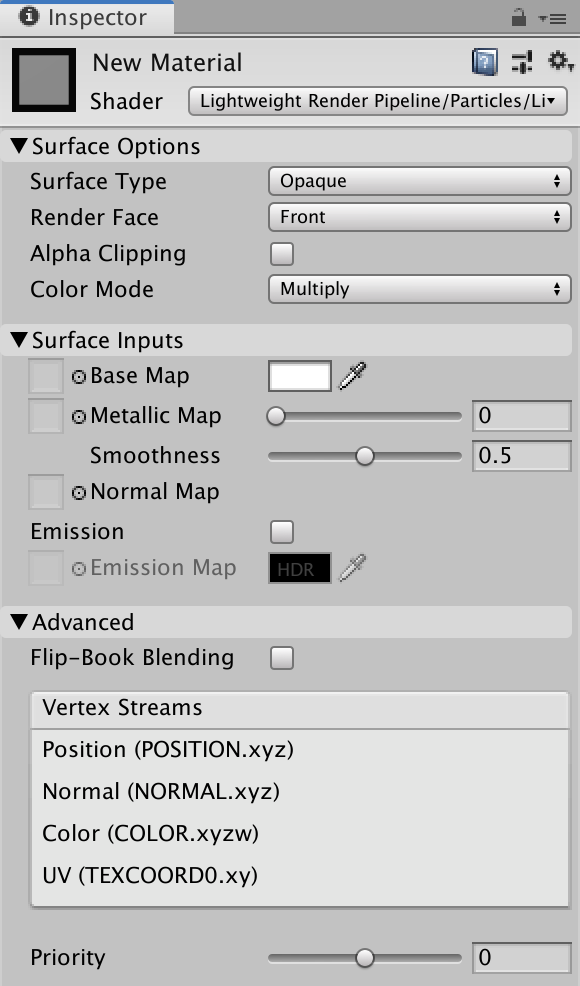 Inspector
New Material
Shader Lightweight Render Pipeline/Particles/Li
Surface Options
Surface Type Opaque
Render Face Front
Alpha Clipping
Color Mode Multiply
Surface Inputs
Base Map
Metallic Map 0
Smoothness 0.5
Normal Map
Emission
Emission Map HDR
Advanced
Flip-Book Blending
Vertex Streams
Position (POSITION.xyz)
Normal (NORMAL.xyz)
Color (COLOR.xyzw)
UV (TEXCOORD0.xy)
Priority 0